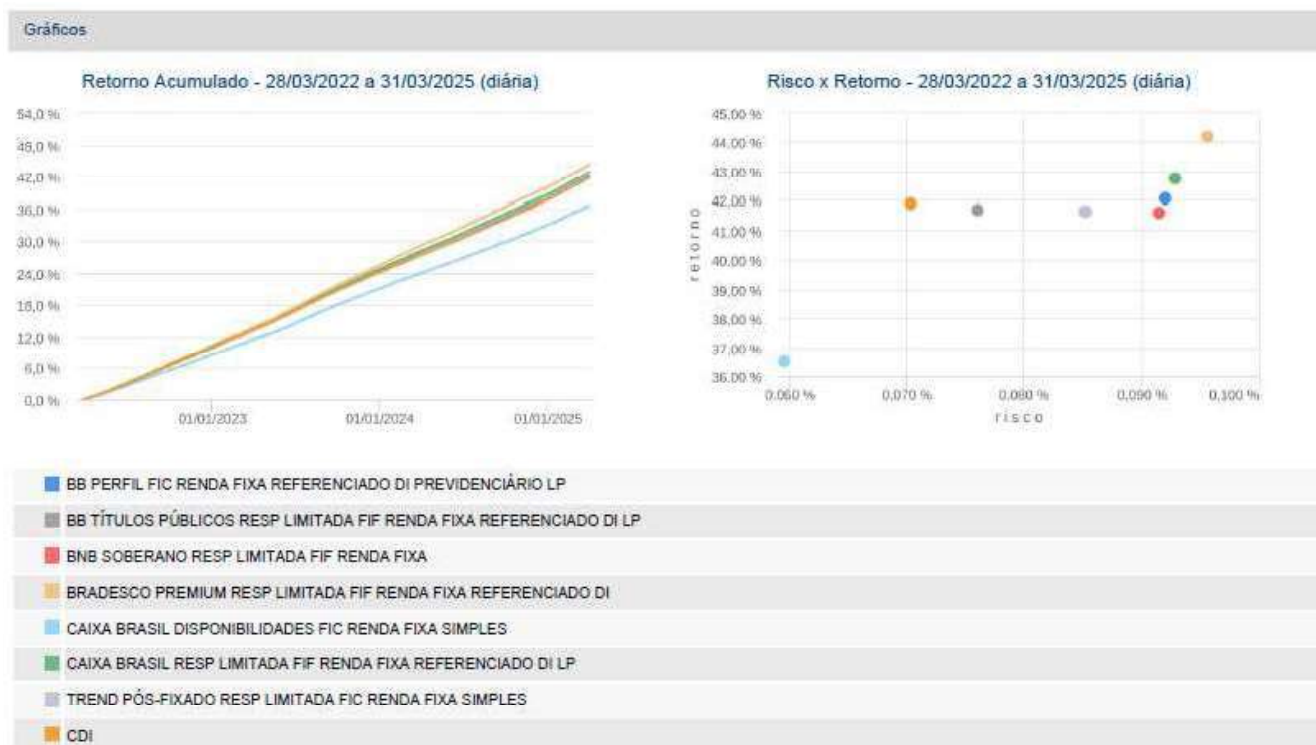 Gráficos
Retorno Acumulado - 28/03/2022 a 31/03/2025 (diária)
54,0 %
48,0 %
42,0 %
36,0 %
30,0 %
24,0 %
18,0 %
12,0 %
6,0 %
0,0 %
01/01/2023
01/01/2024
01/01/2025
Risco x Retorno - 28/03/2022 a 31/03/2025 (diária)
45,00 %
44,00 %
43,00 %
42,00 %
41,00 %
40,00 %
39,00 %
38,00 %
37,00 %
36,00 %
retorno
0,060 %
0,070 %
0,080 %
0,090 %
0,100 %
risco
BB PERFIL FIC RENDA FIXA REFERENCIADO DI PREVIDENCIÁRIO LP
BB TÍTULOS PÚBLICOS RESP LIMITADA FIF RENDA FIXA REFERENCIADO DI LP
BNB SOBERANO RESP LIMITADA FIF RENDA FIXA
BRADESCO PREMIUM RESP LIMITADA FIF RENDA FIXA REFERENCIADO DI
CAIXA BRASIL DISPONIBILIDADES FIC RENDA FIXA SIMPLES
CAIXA BRASIL RESP LIMITADA FIF RENDA FIXA REFERENCIADO DI LP
TREND PÓS-FIXADO RESP LIMITADA FIC RENDA FIXA SIMPLES
CDI